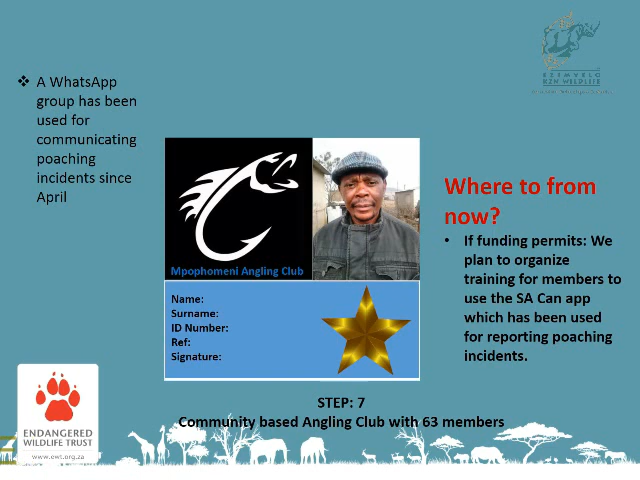 ❖ A WhatsApp
group has been
used for
communicating
poaching
incidents since
April
EZEMVELO
KZN WILDLIFE
Mpophomeni Angling Club
Name:
Surname:
ID Number:
Ref:
Signature:
Where to from
now?
• If funding permits: We
plan to organize
training for members to
use the SA Can app
which has been used
for reporting poaching
incidents.
STEP: 7
Community based Angling Club with 63 members
ENDANGERED
WILDLIFE TRUST
www.ewt.org.za